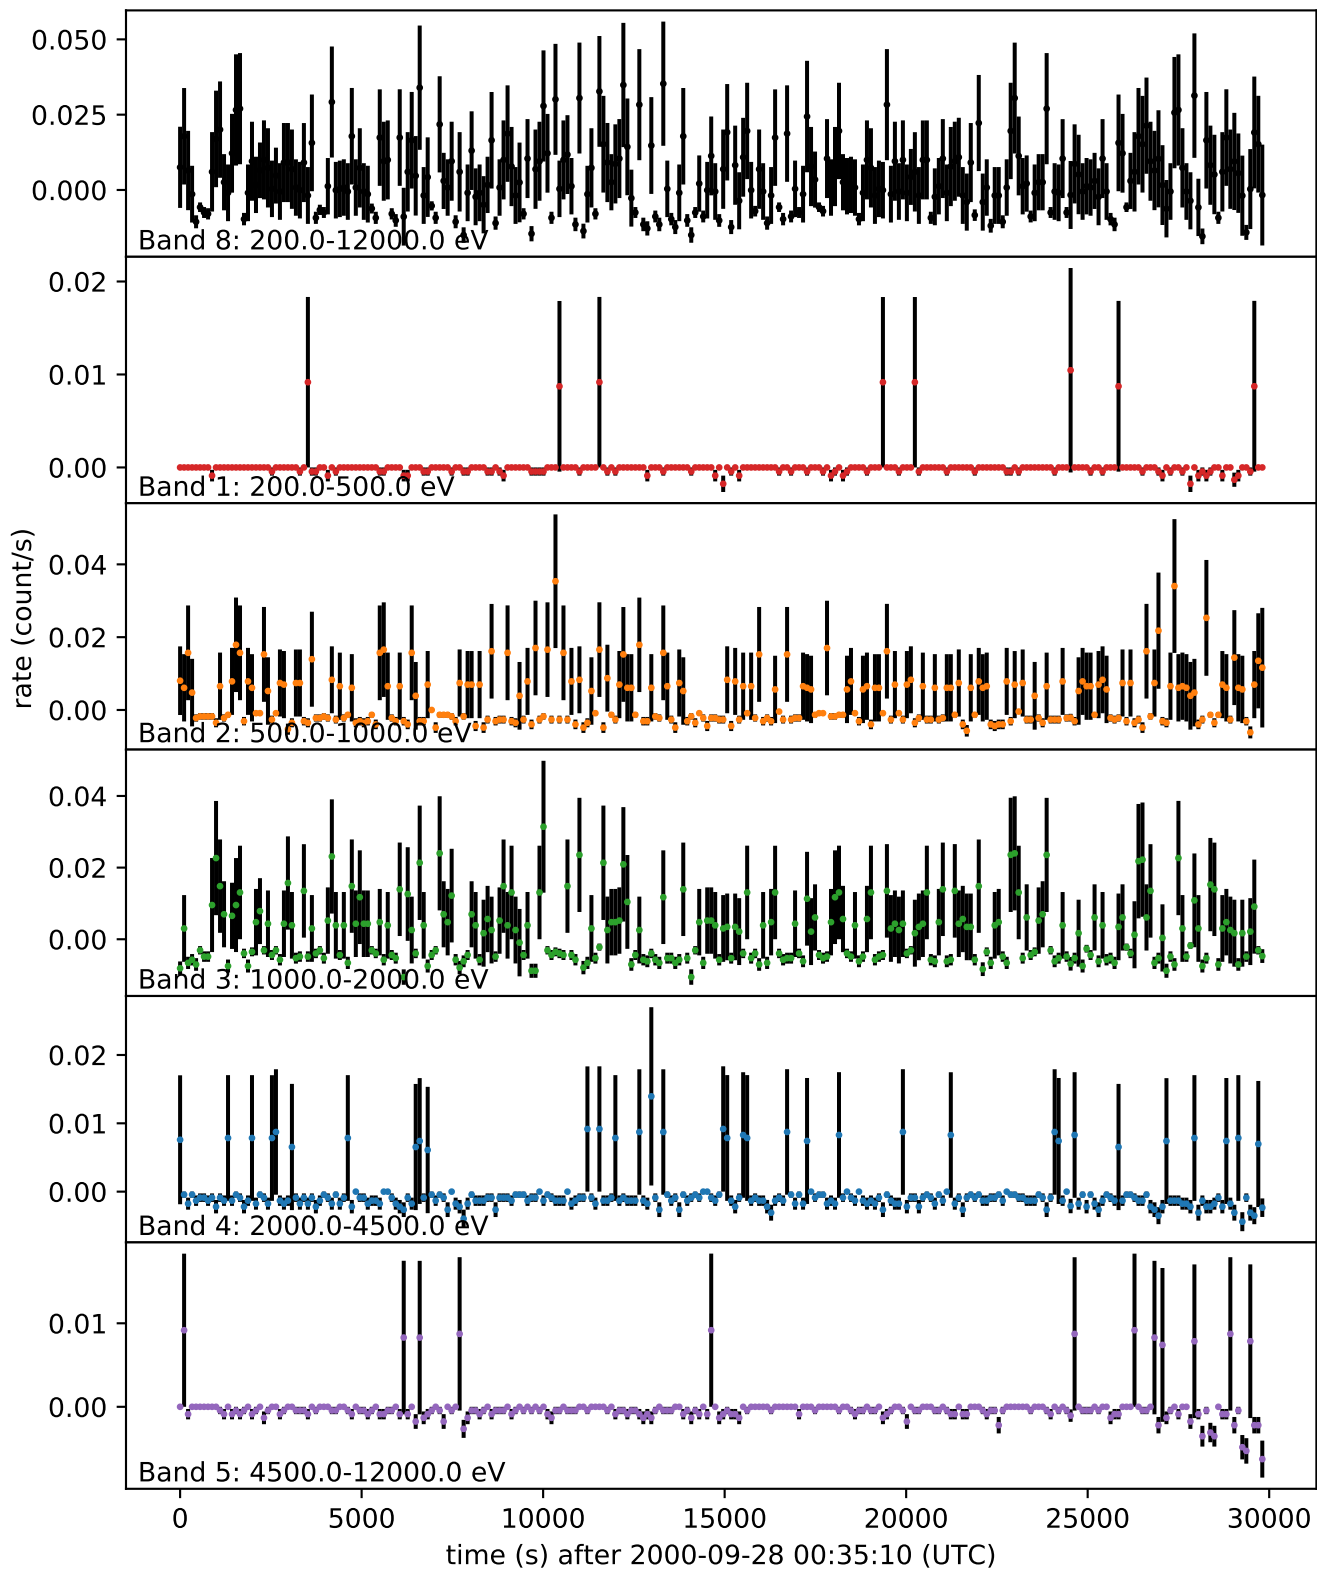 0.050
0.025
0.000
Band 8: 200.0-12000.0 eV
0.02
0.01
0.00
Band 1: 200.0-500.0 eV
rate (count/s)
0.04
0.02
0.00
Band 2: 500.0-1000.0 eV
0.04
0.02
0.00
Band 3: 1000.0-2000.0 eV
0.02
0.01
0.00
Band 4: 2000.0-4500.0 eV
0.01
0.00
Band 5: 4500.0-12000.0 eV
0 5000 10000 15000 20000 25000 30000
time (s) after 2000-09-28 00:35:10 (UTC)